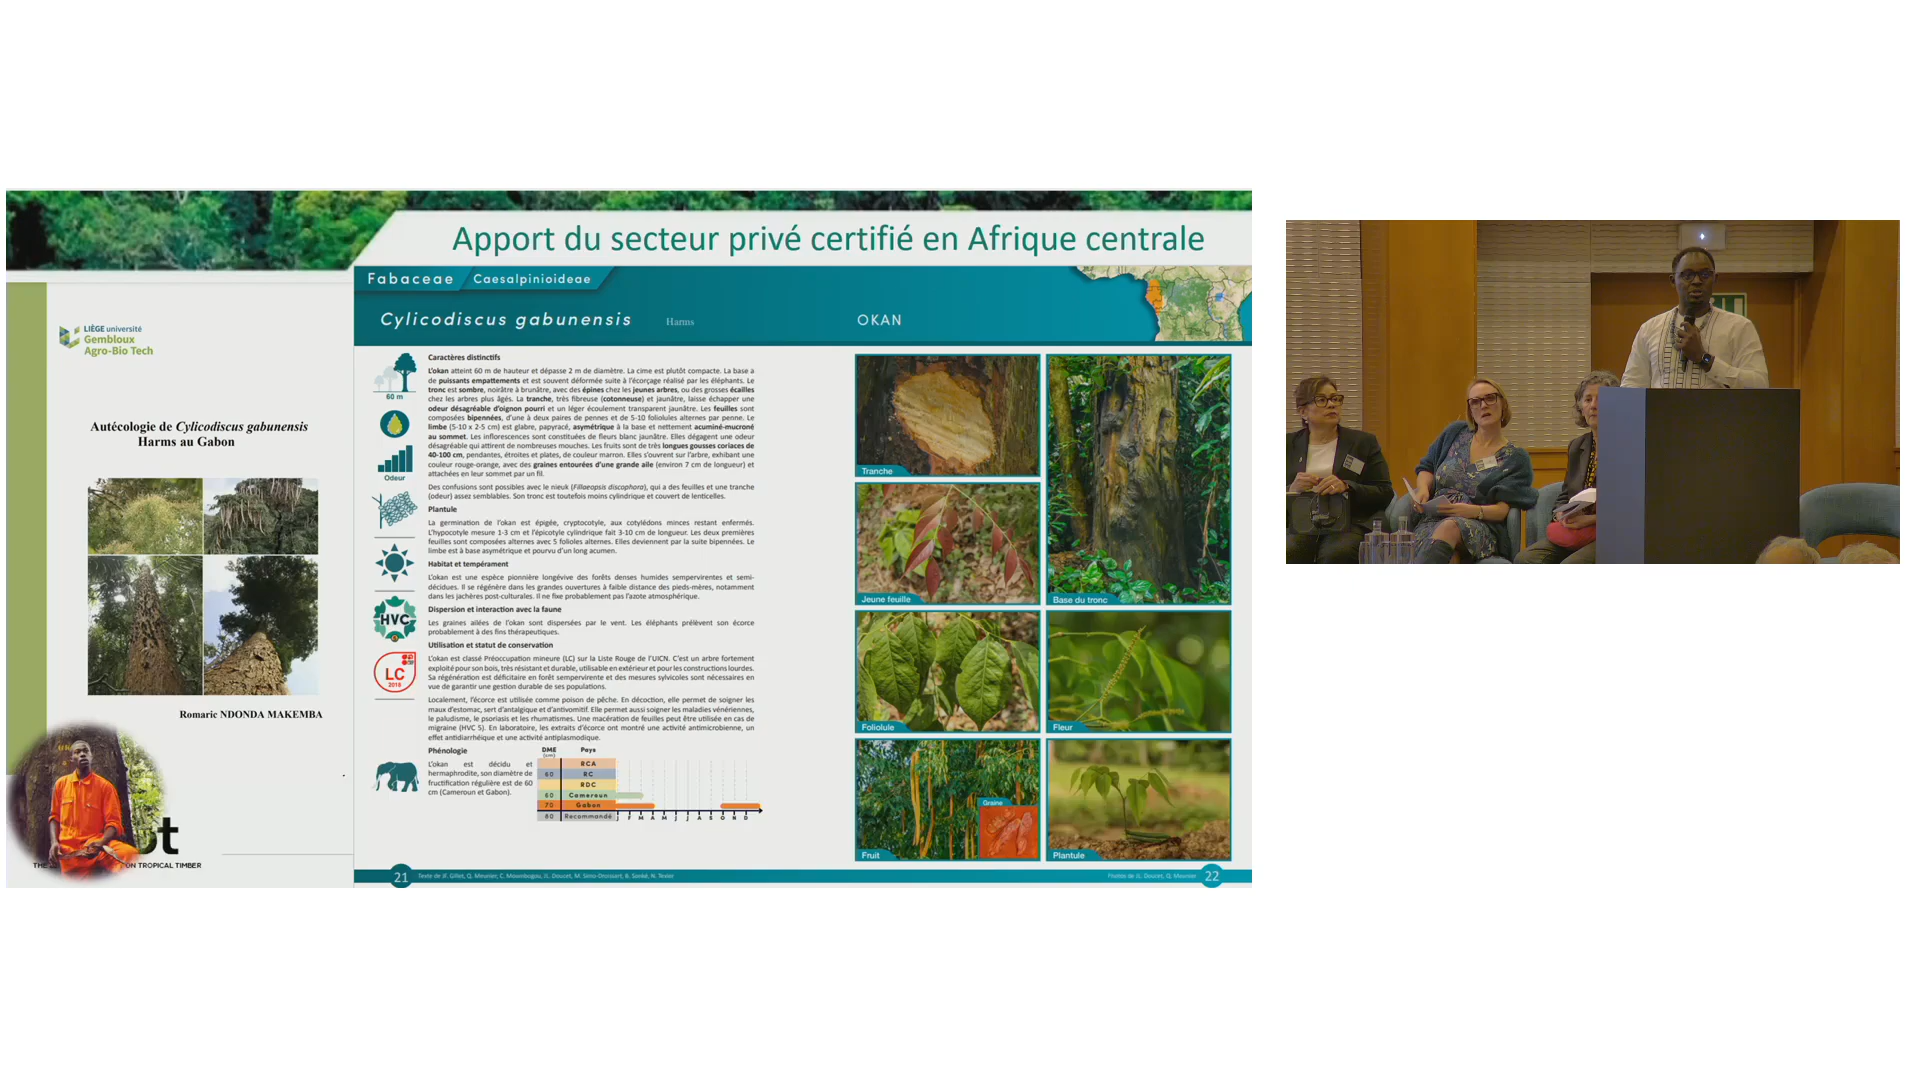 Apport du secteur privé certifié en Afrique centrale
LIÈGE université
Gembloux
Agro-Bio Tech
Autécologie de Cylicodiscus gabunensis
Harms au Gabon
Romaric NDONDA MAKEMBA
ON TROPICAL TIMBER
Fabaceae
Caesalpinioideae
Cylicodiscus gabunensis
Harms
OKAN
60 m
Odeur
HVC
LC
2018
Caractères distinctifs
L'okan atteint 60 m de hauteur et dépasse 2 m de diamètre. La cime est plutôt compacte. La base a
de puissants empattements et est souvent déformée suite à l'écorçage réalisé par les éléphants. Le
tronc est sombre, noirâtre à brunâtre, avec des épines chez les jeunes arbres, ou des grosses écailles
chez les arbres plus âgés. La tranche, très fibreuse (cotonneuse) et jaunâtre, laisse échapper une
odeur désagréable d'oignon pourri et un léger écoulement transparent jaunâtre. Les feuilles sont
composées bipennées, d'une à deux paires de pennes et de 5-10 foliolules alternes par penne. Le
limbe (5-10 x 2-5 cm) est glabre, papyracé, asymétrique à la base et nettement acuminé-mucroné
au sommet. Les inflorescences sont constituées de fleurs blanc jaunâtre. Elles dégagent une odeur
désagréable qui attirent de nombreuses mouches. Les fruits sont de très longues gousses coriaces de
40-100 cm, pendantes, étroites et plates, de couleur marron. Elles s'ouvrent sur l'arbre, exhibant une
couleur rouge-orange, avec des graines entourées d'une grande aile (environ 7 cm de longueur) et
attachées en leur sommet par un fil.
Des confusions sont possibles avec le nieuk (Fillaeopsis discophora), qui a des feuilles et une tranche
(odeur) assez semblables. Son tronc est toutefois moins cylindrique et couvert de lenticelles.
Plantule
La germination de l'okan est épigée, cryptocotyle, aux cotylédons minces restant enfermés.
L'hypocotyle mesure 1-3 cm et l'épicotyle cylindrique fait 3-10 cm de longueur. Les deux premières
feuilles sont composées alternes avec 5 folioles alternes. Elles deviennent par la suite bipennées. Le
limbe est à base asymétrique et pourvu d'un long acumen.
Habitat et tempérament
L'okan est une espèce pionnière longévive des forêts denses humides sempervirentes et semi-
décidues. Il se régénère dans les grandes ouvertures à faible distance des pieds-mères, notamment
dans les jachères post-culturales. Il ne fixe probablement pas l'azote atmosphérique.
Dispersion et interaction avec la faune
Les graines ailées de l'okan sont dispersées par le vent. Les éléphants prélèvent son écorce
probablement à des fins thérapeutiques.
Utilisation et statut de conservation
L'okan est classé Préoccupation mineure (LC) sur la Liste Rouge de l'UICN. C'est un arbre fortement
exploité pour son bois, très résistant et durable, utilisable en extérieur et pour les constructions lourdes.
Sa régénération est déficitaire en forêt sempervirente et des mesures sylvicoles sont nécessaires en
vue de garantir une gestion durable de ses populations.
Localement, l'écorce est utilisée comme poison de pêche. En décoction, elle permet de soigner les
maux d'estomac, sert d'antalgique et d'antivomitif. Elle permet aussi soigner les maladies vénériennes,
le paludisme, le psoriasis et les rhumatismes. Une macération de feuilles peut être utilisée en cas de
migraine (HVC 5). En laboratoire, les extraits d'écorce ont montré une activité antimicrobienne, un
effet antidiarrhéique et une activité antiplasmodique.
Phénologie
L'okan est décidu et
hermaphrodite, son diamètre de
fructification régulière est de 60
cm (Cameroun et Gabon).
DME Pays
(cm)
RCA
60 RC
RDC
60 Cameroun
70 Gabon
60 Recommandé
J F M A M J J A S O N D
Tranche
Jeune feuille
Base du tronc
Foliolule
Fleur
Fruit
Graine
Plantule
21
22